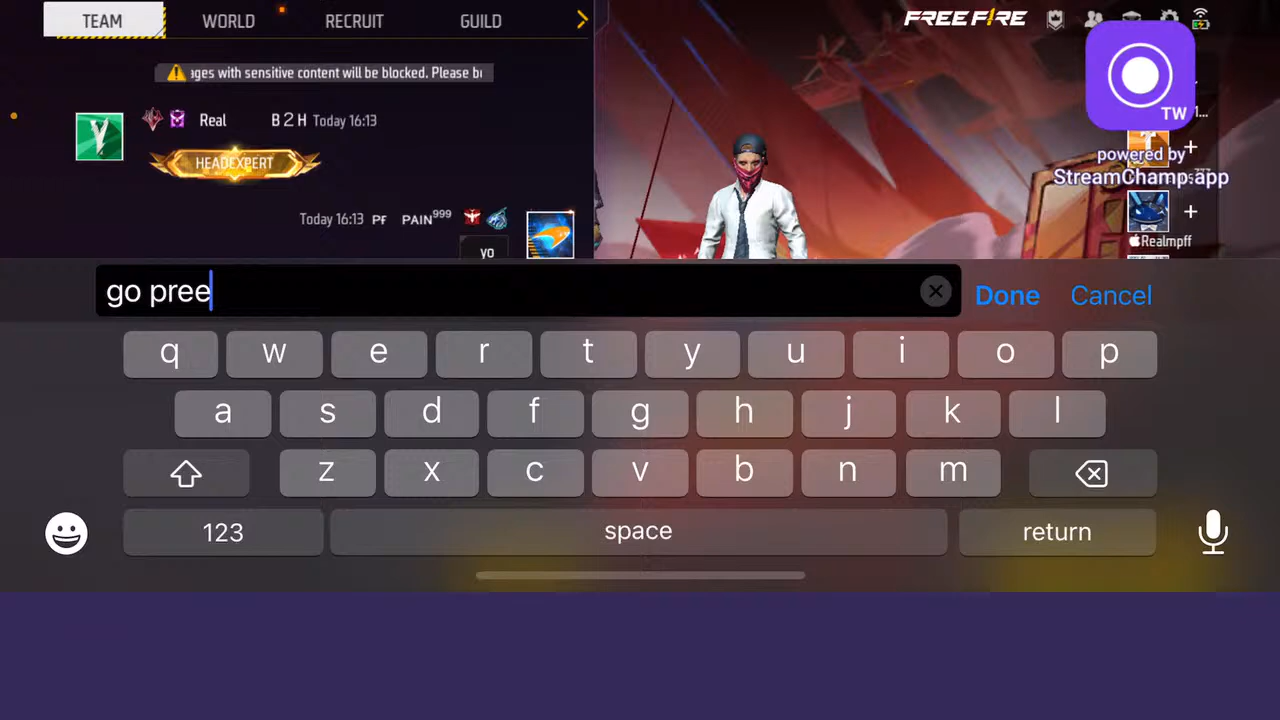 TEAM WORLD RECRUIT GUILD
FREE FIRE
ages with sensitive content will be blocked. Please b
TW
Real B2H Today 16:13
HEADEXPERT
powered by
StreamChamp.app
Today 16:13 PF PAIN999
yo
Realmpff
go pree
Done Cancel
q w e r t y u i o p
a s d f g h j k l
z x c v b n m
123 space return